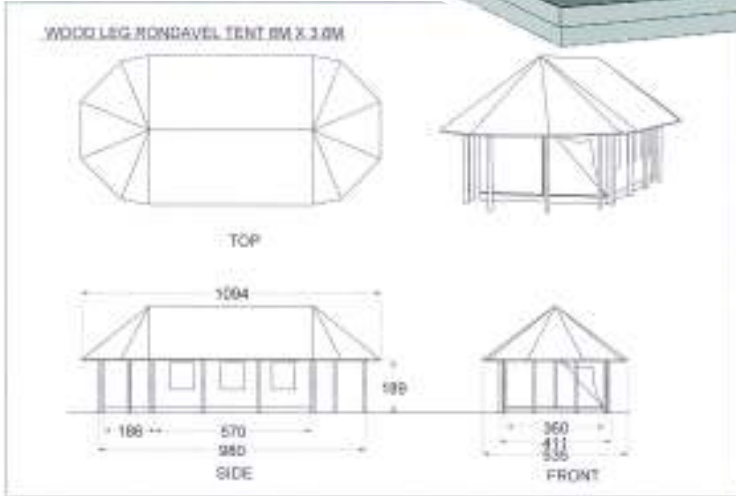 WOOD LEG RONDAVEL TENT 6M X 3.6M
TOP
1094
189
186
570
980
SIDE
360
411
535
FRONT